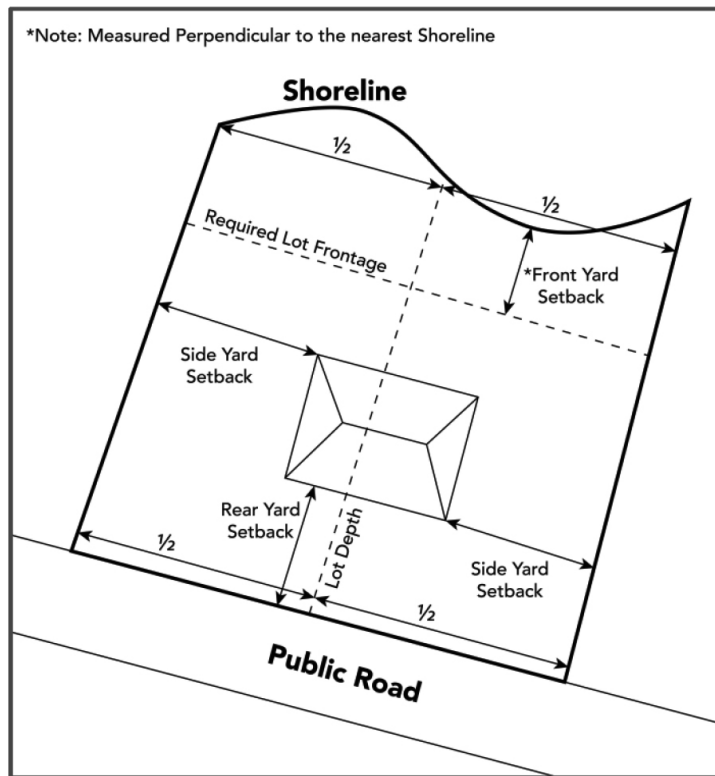 *Note: Measured Perpendicular to the nearest Shoreline
Shoreline
½
½
Required Lot Frontage
*Front Yard
Setback
Side Yard
Setback
Rear Yard
Setback
Lot Depth
½
Side Yard
Setback
½
Public Road